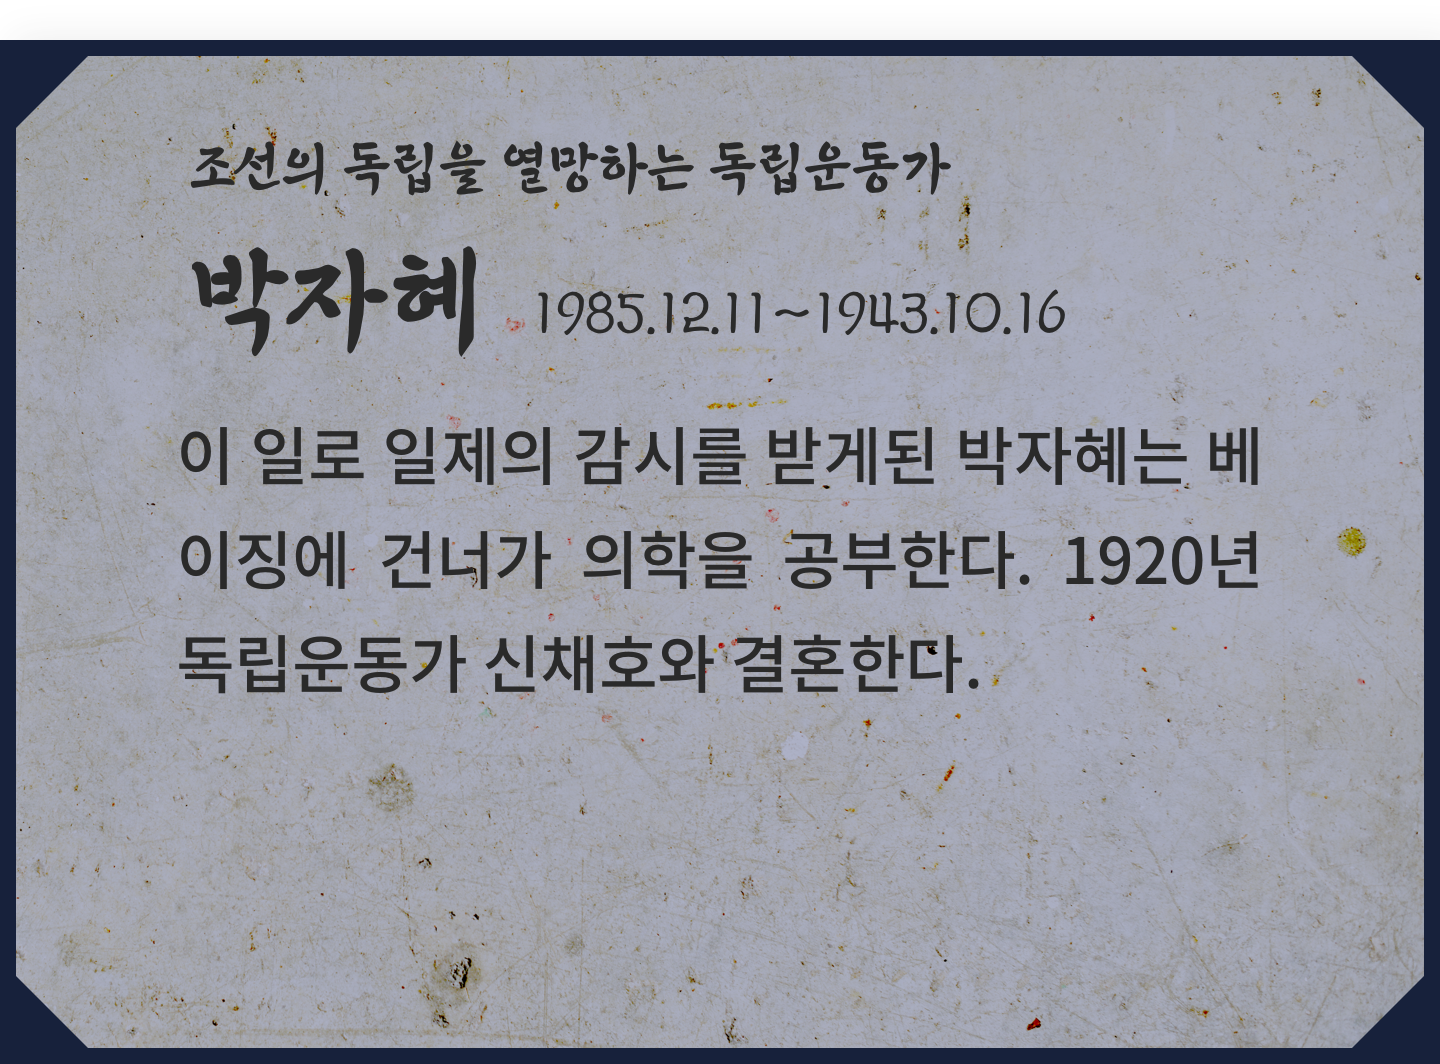 조선의 독립을 열망하는 독립운동가
박자혜 1985.12.11~1943.10.16
이 일로 일제의 감시를 받게된 박자혜는 베
이징에 건너가 의학을 공부한다. 1920년
독립운동가 신채호와 결혼한다.